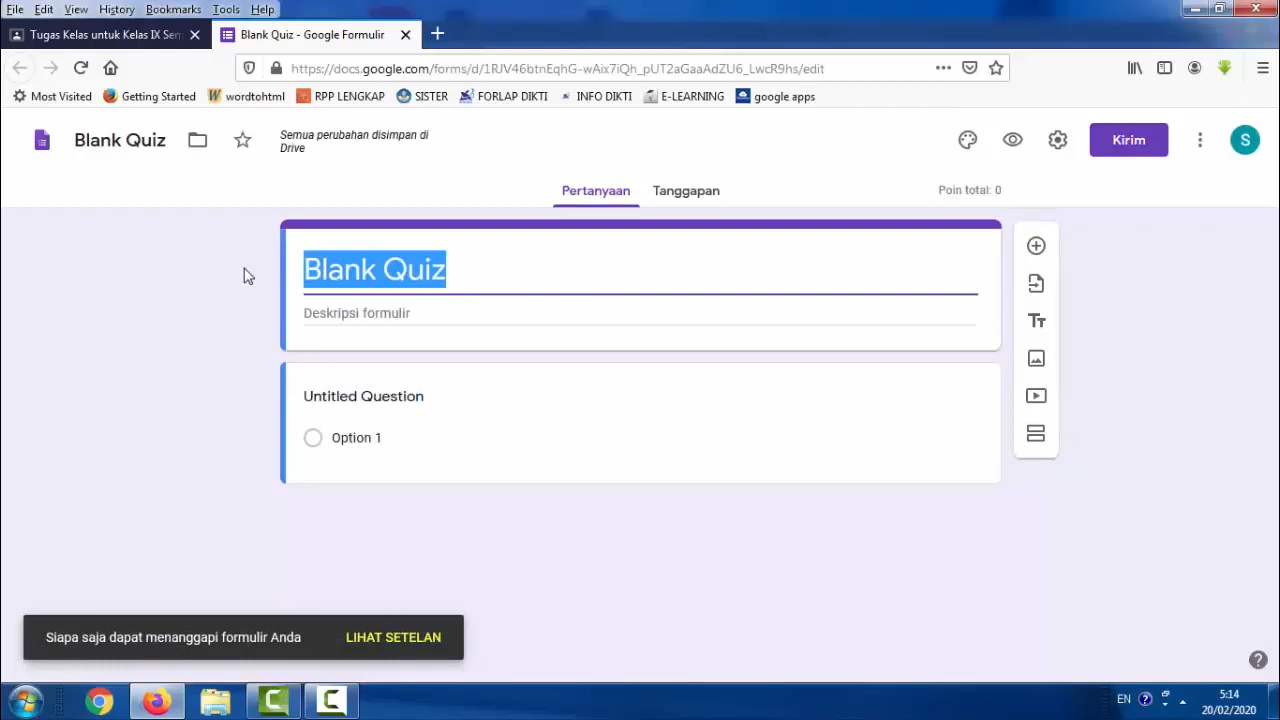 File Edit View History Bookmarks Tools Help
Tugas Kelas untuk Kelas IX Sem
Blank Quiz - Google Formulir
https://docs.google.com/forms/d/1RJV46btnEqhG-wAix7iQh_pUT2aGaaAdZU6_LwcR9hs/edit
Most Visited Getting Started wordtohtml RPP LENGKAP SISTER FORLAP DIKTI INFO DIKTI E-LEARNING google apps
Blank Quiz
Semua perubahan disimpan di
Drive
Kirim
S
Pertanyaan Tanggapan
Poin total: 0
Blank Quiz
Deskripsi formulir
Tт
Untitled Question
Option 1
Siapa saja dapat menanggapi formulir Anda LIHAT SETELAN
EN
5:14
20/02/2020